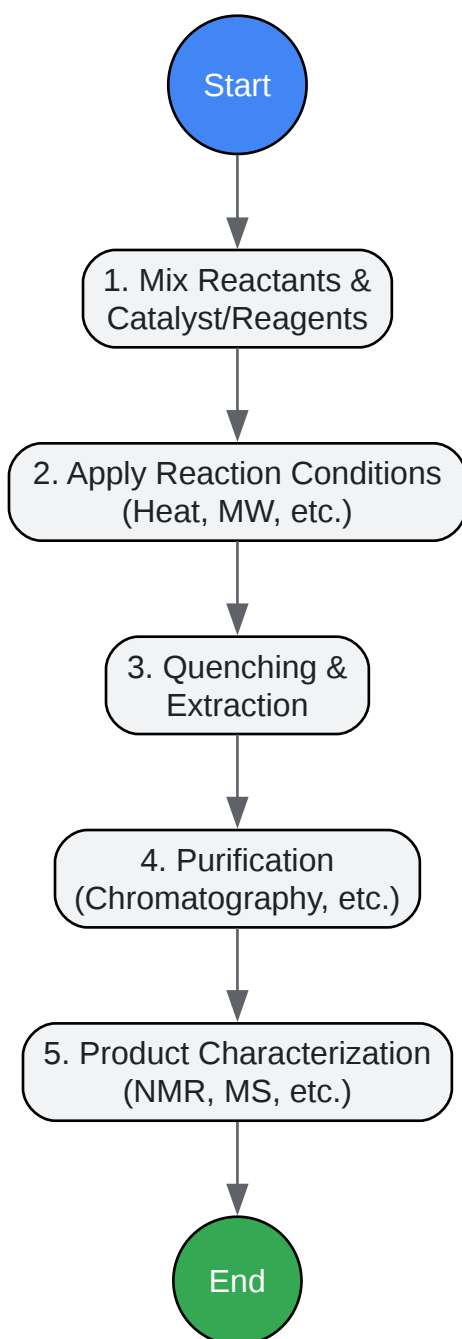 Start
1. Mix Reactants &
Catalyst/Reagents
2. Apply Reaction Conditions
(Heat, MW, etc.)
3. Quenching &
Extraction
4. Purification
(Chromatography, etc.)
5. Product Characterization
(NMR, MS, etc.)
End